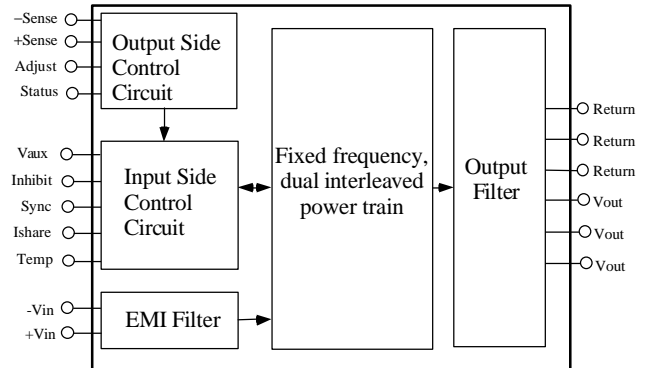 −Sense
+Sense
Adjust
Status
Output Side
Control
Circuit
Vaux
Inhibit
Sync
Ishare
Temp
Input Side
Control
Circuit
-Vin
+Vin
EMI Filter
Fixed frequency,
dual interleaved
power train
Output
Filter
Return
Return
Return
Vout
Vout
Vout